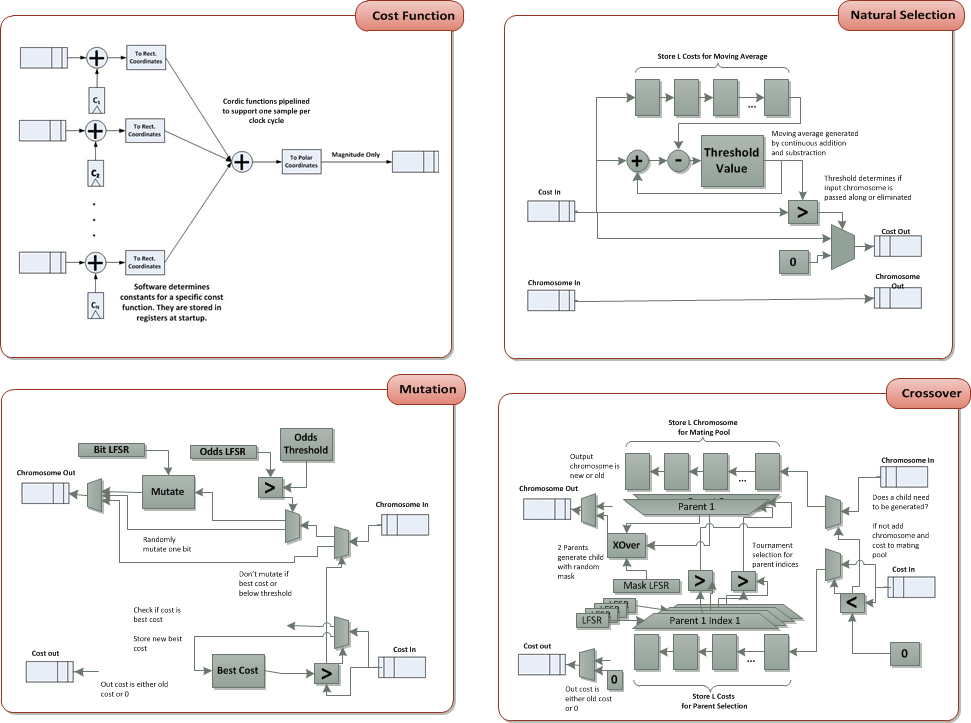 Cost Function
To Rect.
Coordinates
C1
To Rect.
Coordinates
C2
.
.
.
To Rect.
Coordinates
CN
Cordic functions pipelined
to support one sample per
clock cycle
To Polar
Coordinates
Magnitude Only
Software determines
constants for a specific const
function. They are stored in
registers at startup.
Natural Selection
Store L Costs for Moving Average
...
Moving average generated
by continuous addition
and substraction
+
-
Threshold
Value
Threshold determines if
input chromosome is
passed along or eliminated
Cost In
>
Cost Out
0
Chromosome In
Chromosome
Out
Mutation
Bit LFSR
Odds LFSR
Odds
Threshold
Chromosome Out
Mutate
>
Chromosome In
Randomly
mutate one bit
Don't mutate if
best cost or
below threshold
Check if cost is
best cost
Store new best
cost
Cost out
Best Cost
>
Cost In
Out cost is either old
cost or 0
Crossover
Store L Chromosome
for Mating Pool
Output
chromosome is
new or old
...
Chromosome In
Chromosome Out
Parent 1
Does a child need
to be generated?
If not add
chromosome and
cost to mating
pool
XOver
2 Parents
generate child
with random
mask
Tournament
selection for
parent indices
Mask LFSR
>
>
Cost In
<
LFSR
LFSR
Parent 1 Index 1
Cost out
...
0
0
Out cost is
either old cost
or 0
Store L Costs
for Parent Selection